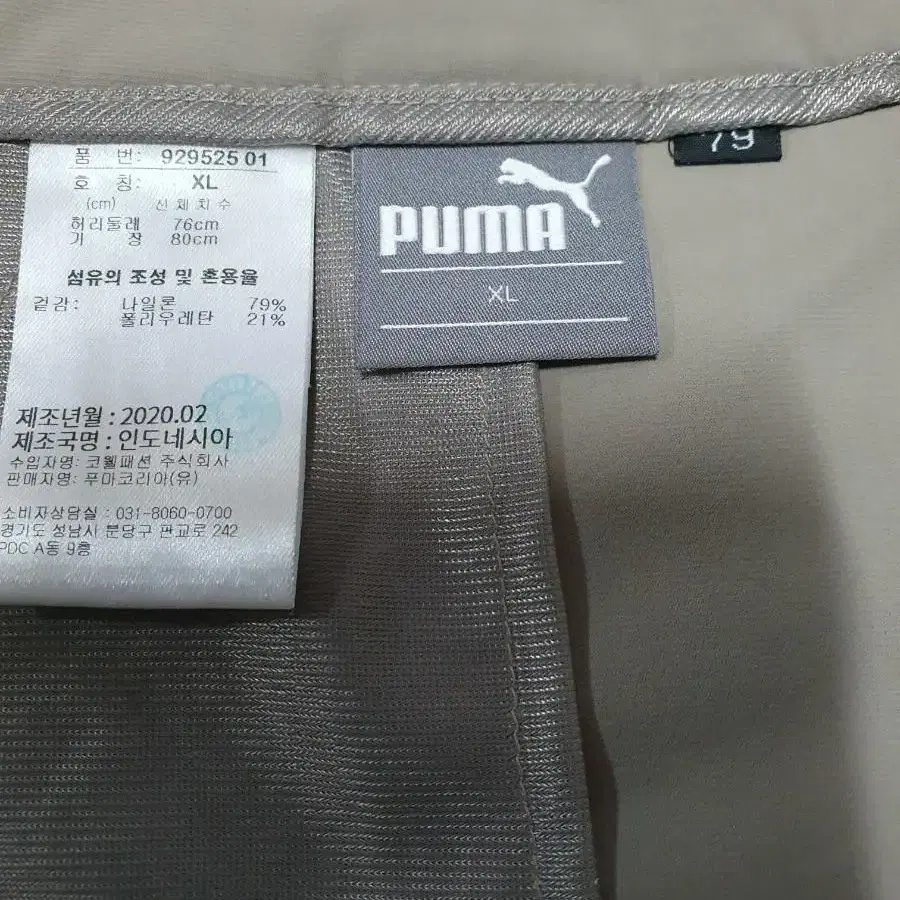 품 번: 929525 01
호 칭: XL
(cm) 신체치수
허리둘레 76cm
기 장 80cm
섬유의 조성 및 혼용율
겉감: 나일론 79%
폴리우레탄 21%
제조년월 : 2020.02
제조국명 : 인도네시아
수입자명: 코웰패션 주식회사
판매자명: 푸마코리아(유)
소비자상담실 : 031-8060-0700
경기도 성남시 분당구 판교로 242
PDC A동 9층
PUMA
XL
79